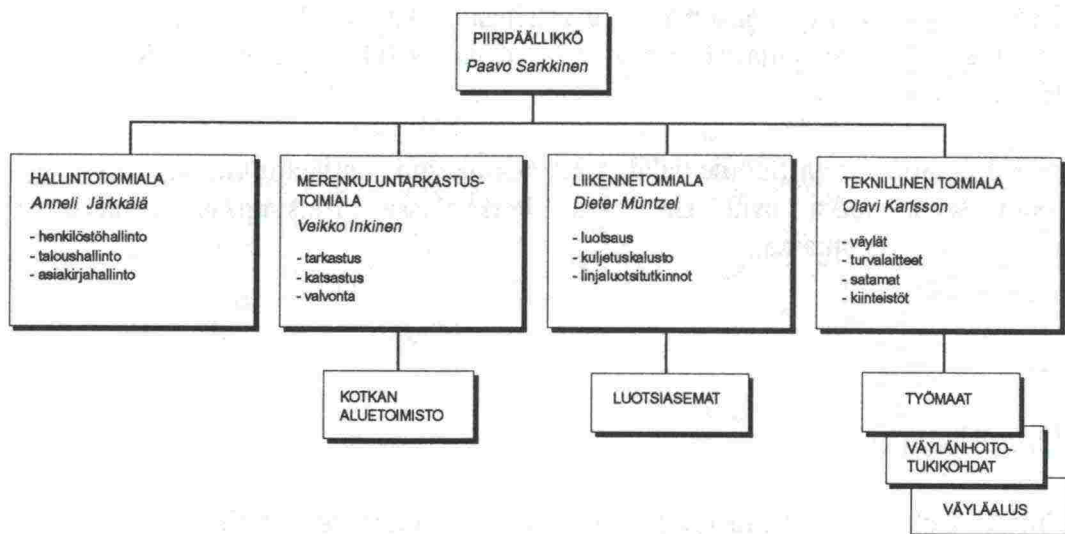 PIIRIPÄÄLLIKKÖ
Paavo Sarkkinen
HALLINTOTOIMIALA
Anneli Järkkälä
- henkilöstöhallinto
- taloushallinto
- asiakirjahallinto
MERENKULUNTARKASTUS-
TOIMIALA
Veikko Inkinen
- tarkastus
- katsastus
- valvonta
LIIKENNETOIMIALA
Dieter Müntzel
- luotsaus
- kuljetuskalusto
- linjaluotsitutkinnot
TEKNILLINEN TOIMIALA
Olavi Karlsson
- väylät
- turvalaitteet
- satamat
- kiinteistöt
KOTKAN
ALUETOIMISTO
LUOTSIASEMAT
TYÖMAAT
VÄYLÄNHOITO-
TUKIKOHDAT
VÄYLÄALUS